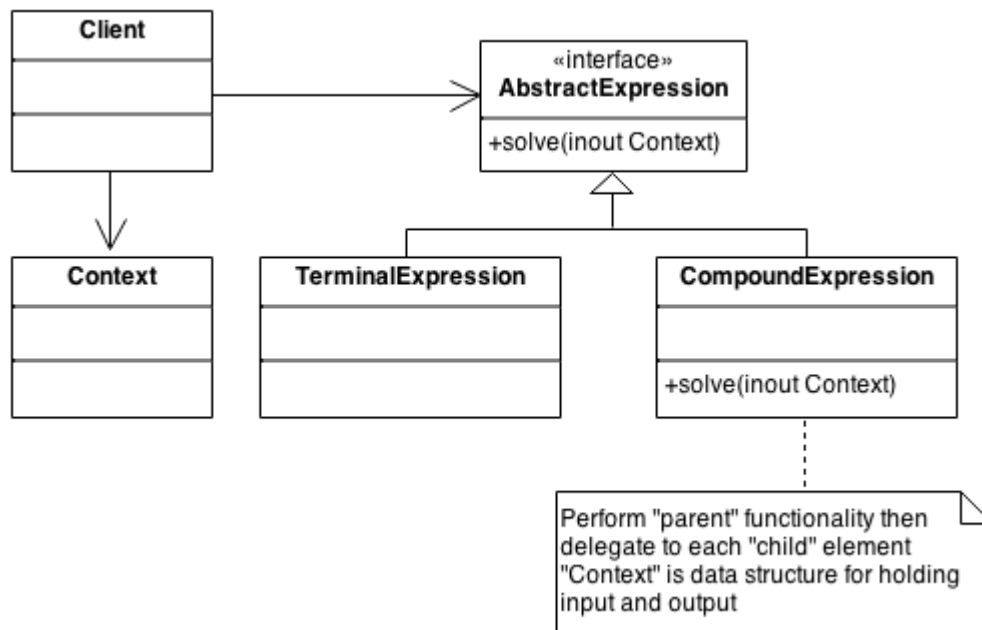 Client
«interface»
AbstractExpression
+solve(inout Context)
Context
TerminalExpression
CompoundExpression
+solve(inout Context)
Perform "parent" functionality then
delegate to each "child" element
"Context" is data structure for holding
input and output